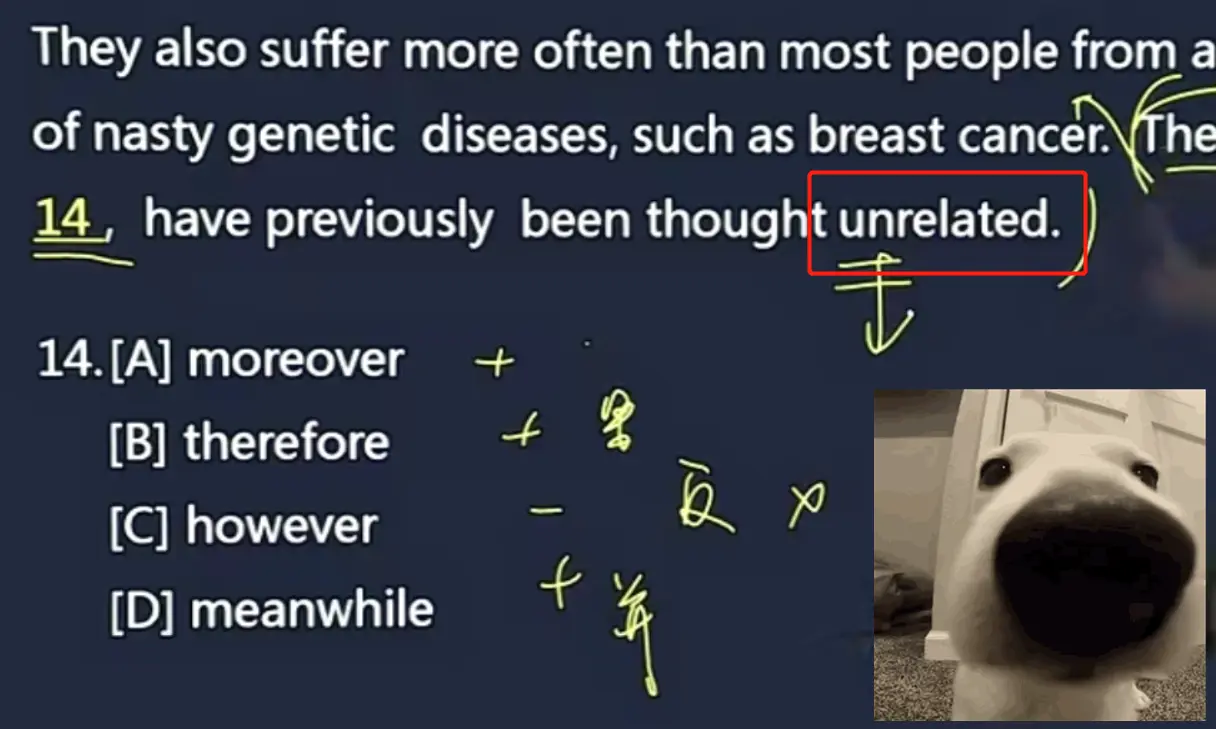 They also suffer more often than most people from a
of nasty genetic diseases, such as breast cancer. The
14, have previously been thought unrelated.
14.[A] moreover +
[B] therefore + 果
[C] however -
[D] meanwhile + 并